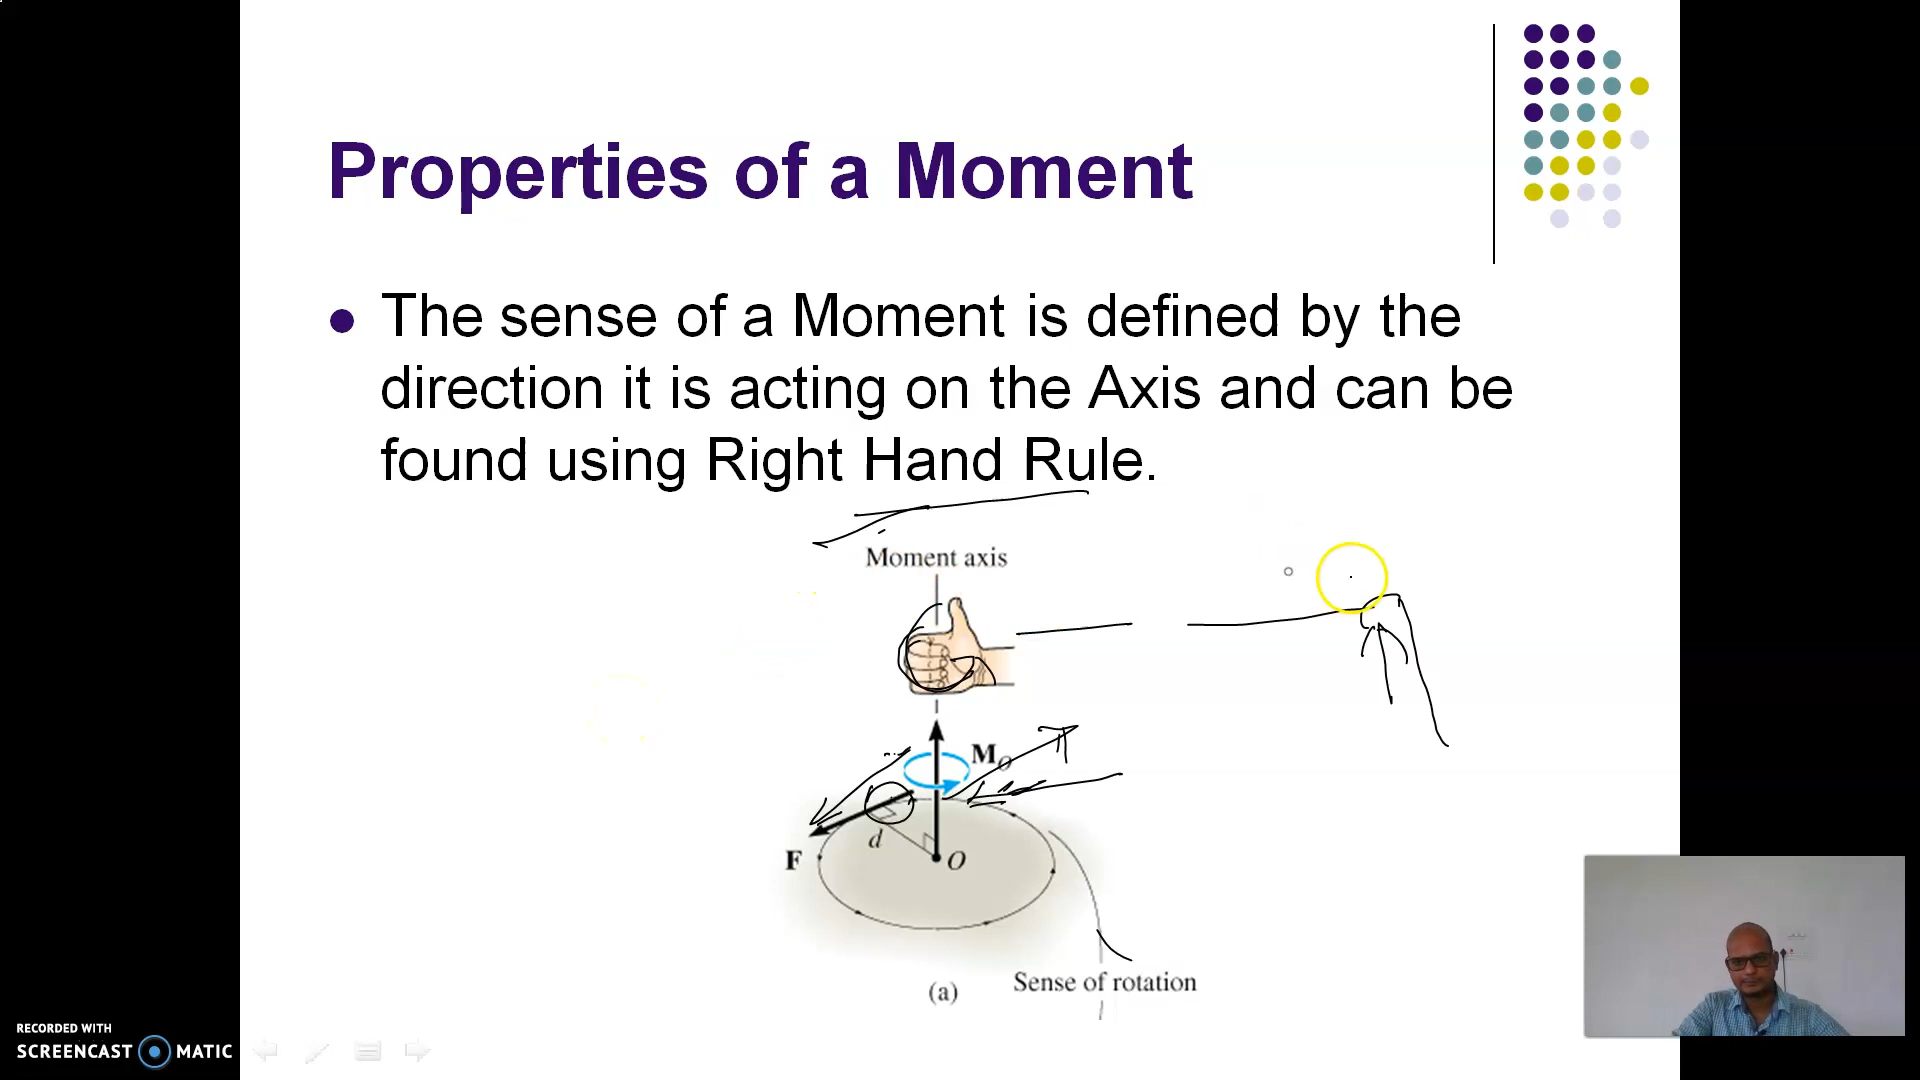 Properties of a Moment
The sense of a Moment is defined by the
direction it is acting on the Axis and can be
found using Right Hand Rule.
Moment axis
M_O
d
F
O
Sense of rotation
(a)
RECORDED WITH
SCREENCAST MATIC